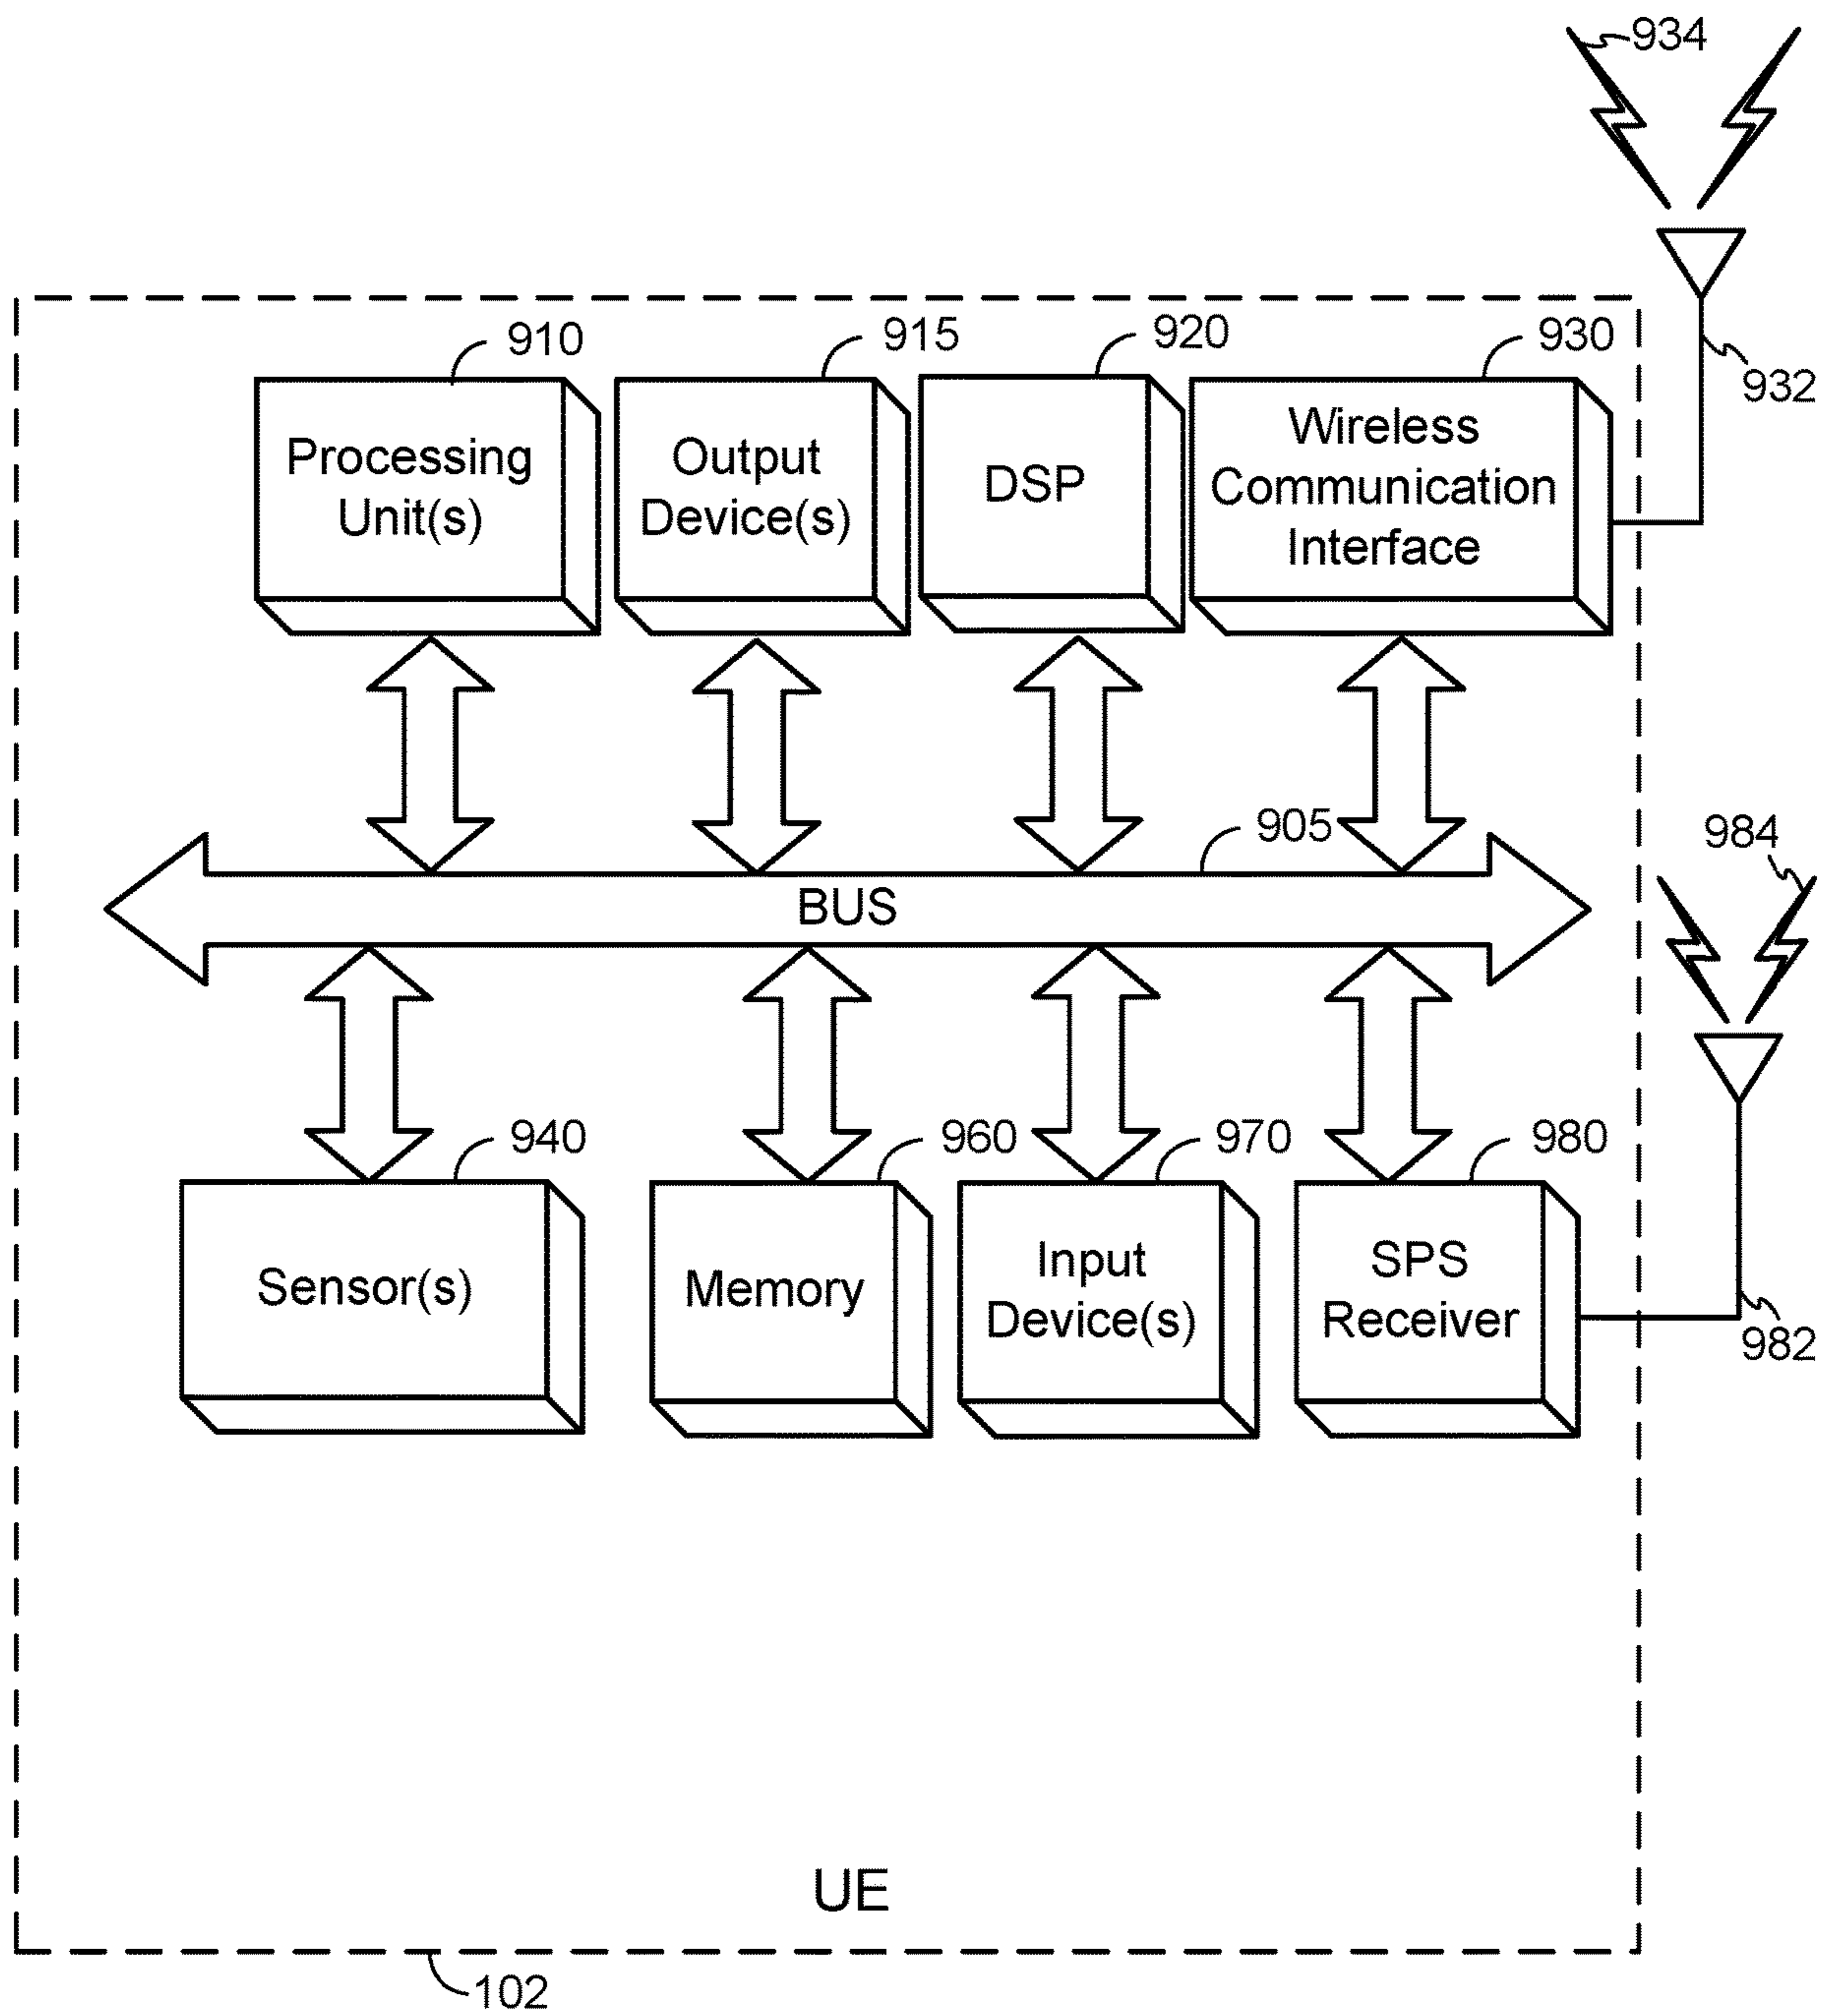 934
910
915
920
930
932
Processing
Unit(s)
Output
Device(s)
DSP
Wireless
Communication
Interface
905
984
BUS
940
960
970
980
982
Sensor(s)
Memory
Input
Device(s)
SPS
Receiver
UE
102